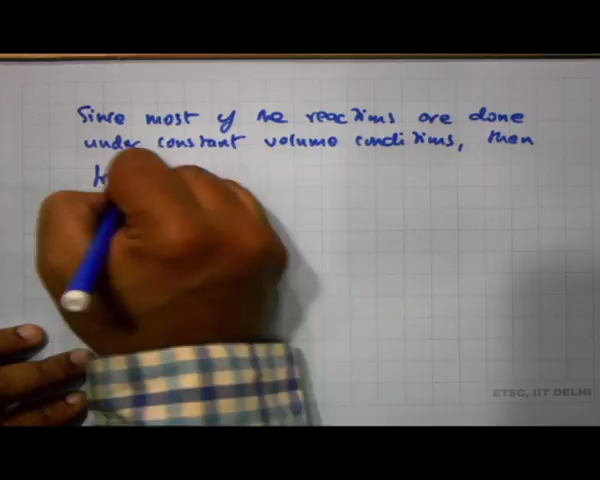 Since most of the reactions are done
under constant volume conditions, then
ETSC, IIT DELHI